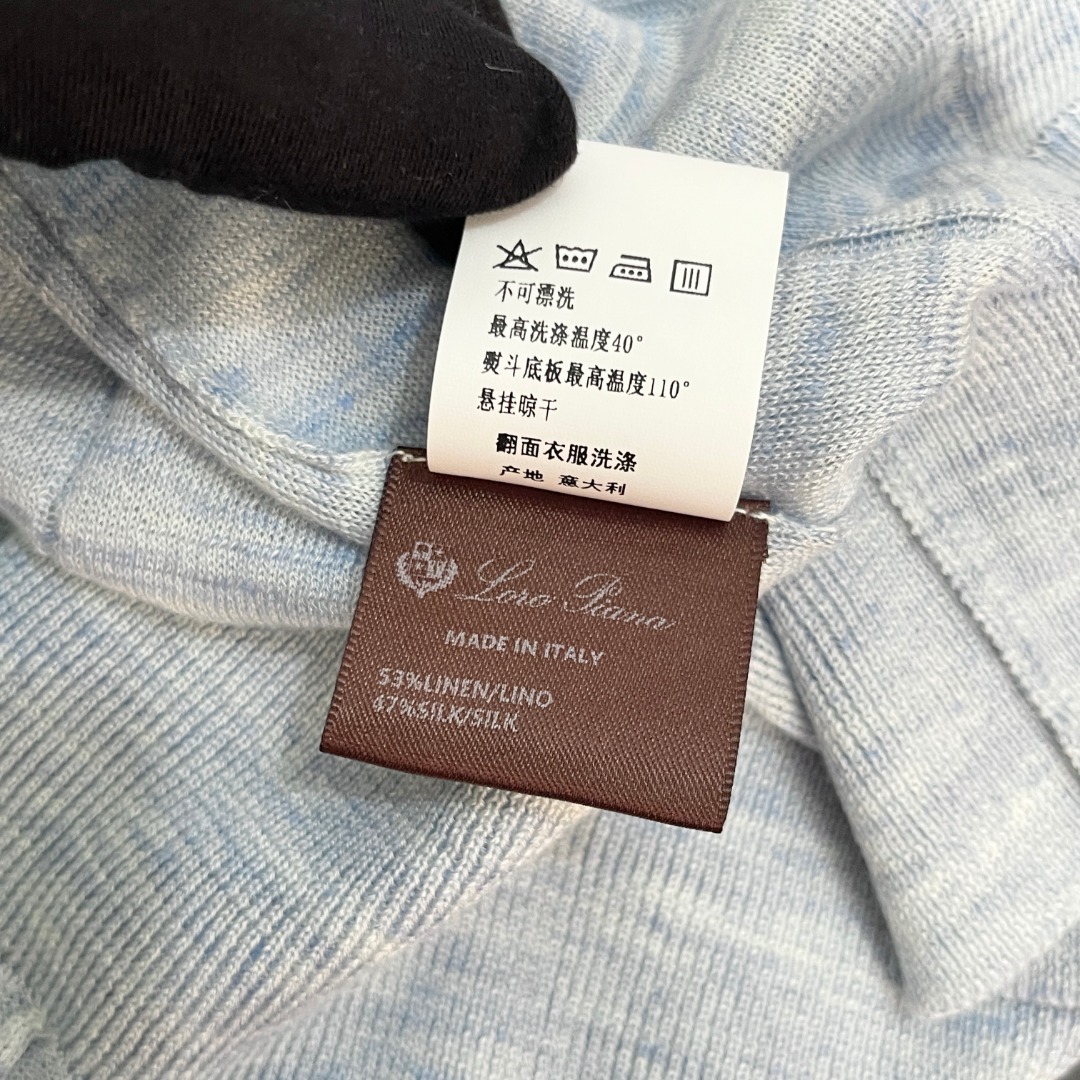 不可漂洗
最高洗涤温度40°
熨斗底板最高温度110°
悬挂晾干
翻面衣服洗涤
产地 意大利
Loro Piana
MADE IN ITALY
53%LINEN/LINO
47%SILK/SILK